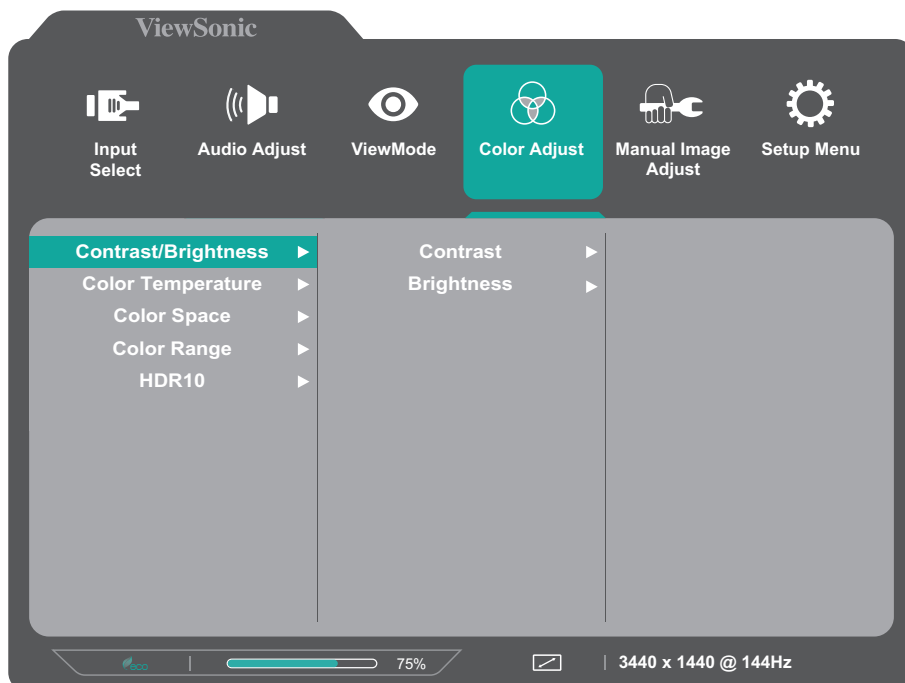 ViewSonic
Input
Select
Audio Adjust
ViewMode
Color Adjust
Manual Image
Adjust
Setup Menu
Contrast/Brightness
Color Temperature
Color Space
Color Range
HDR10
Contrast
Brightness
eco
75%
3440 x 1440 @ 144Hz